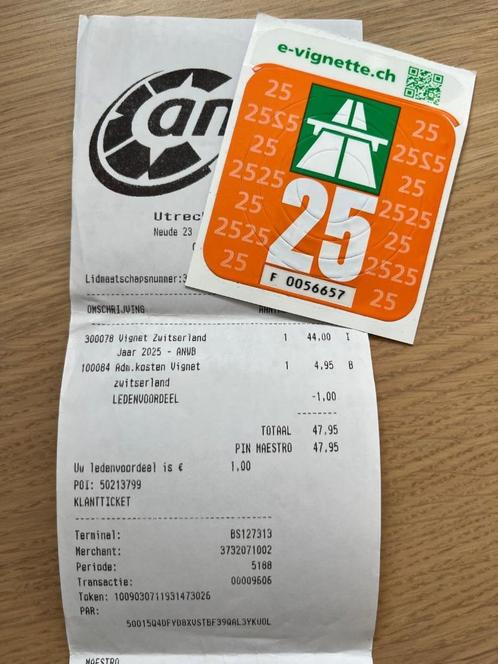 e-vignette.ch
25
25
2525
2525
25
25
2525
2525
25
25
2525
2525
25
25
25
F 0056657
an
Neude 23
Lidmaatschapsnummer:3
OMSCHRIJVING
300078 Vignet Zwitserland 1 44,00 I
Jaar 2025 - ANWB
100084 Adm.kosten Vignet 1 4,95 B
zwitserland
LEDENVOORDEEL -1,00
TOTAAL 47,95
PIN MAESTRO 47,95
Uw ledenvoordeel is € 1,00
POI: 50213799
KLANTTICKET
Terminal: BS127313
Merchant: 3732071002
Periode: 5188
Transactie: 00009606
Token: 1009030711931473026
PAR:
50015Q4DFYD8XVSTBF39QAL3YKUOL
MAESTRO